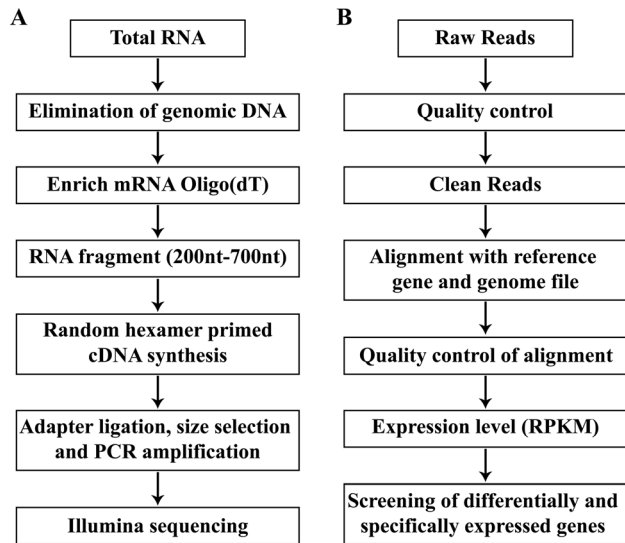 A
Total RNA
Elimination of genomic DNA
Enrich mRNA Oligo(dT)
RNA fragment (200nt-700nt)
Random hexamer primed
cDNA synthesis
Adapter ligation, size selection
and PCR amplification
Illumina sequencing
B
Raw Reads
Quality control
Clean Reads
Alignment with reference
gene and genome file
Quality control of alignment
Expression level (RPKM)
Screening of differentially and
specifically expressed genes